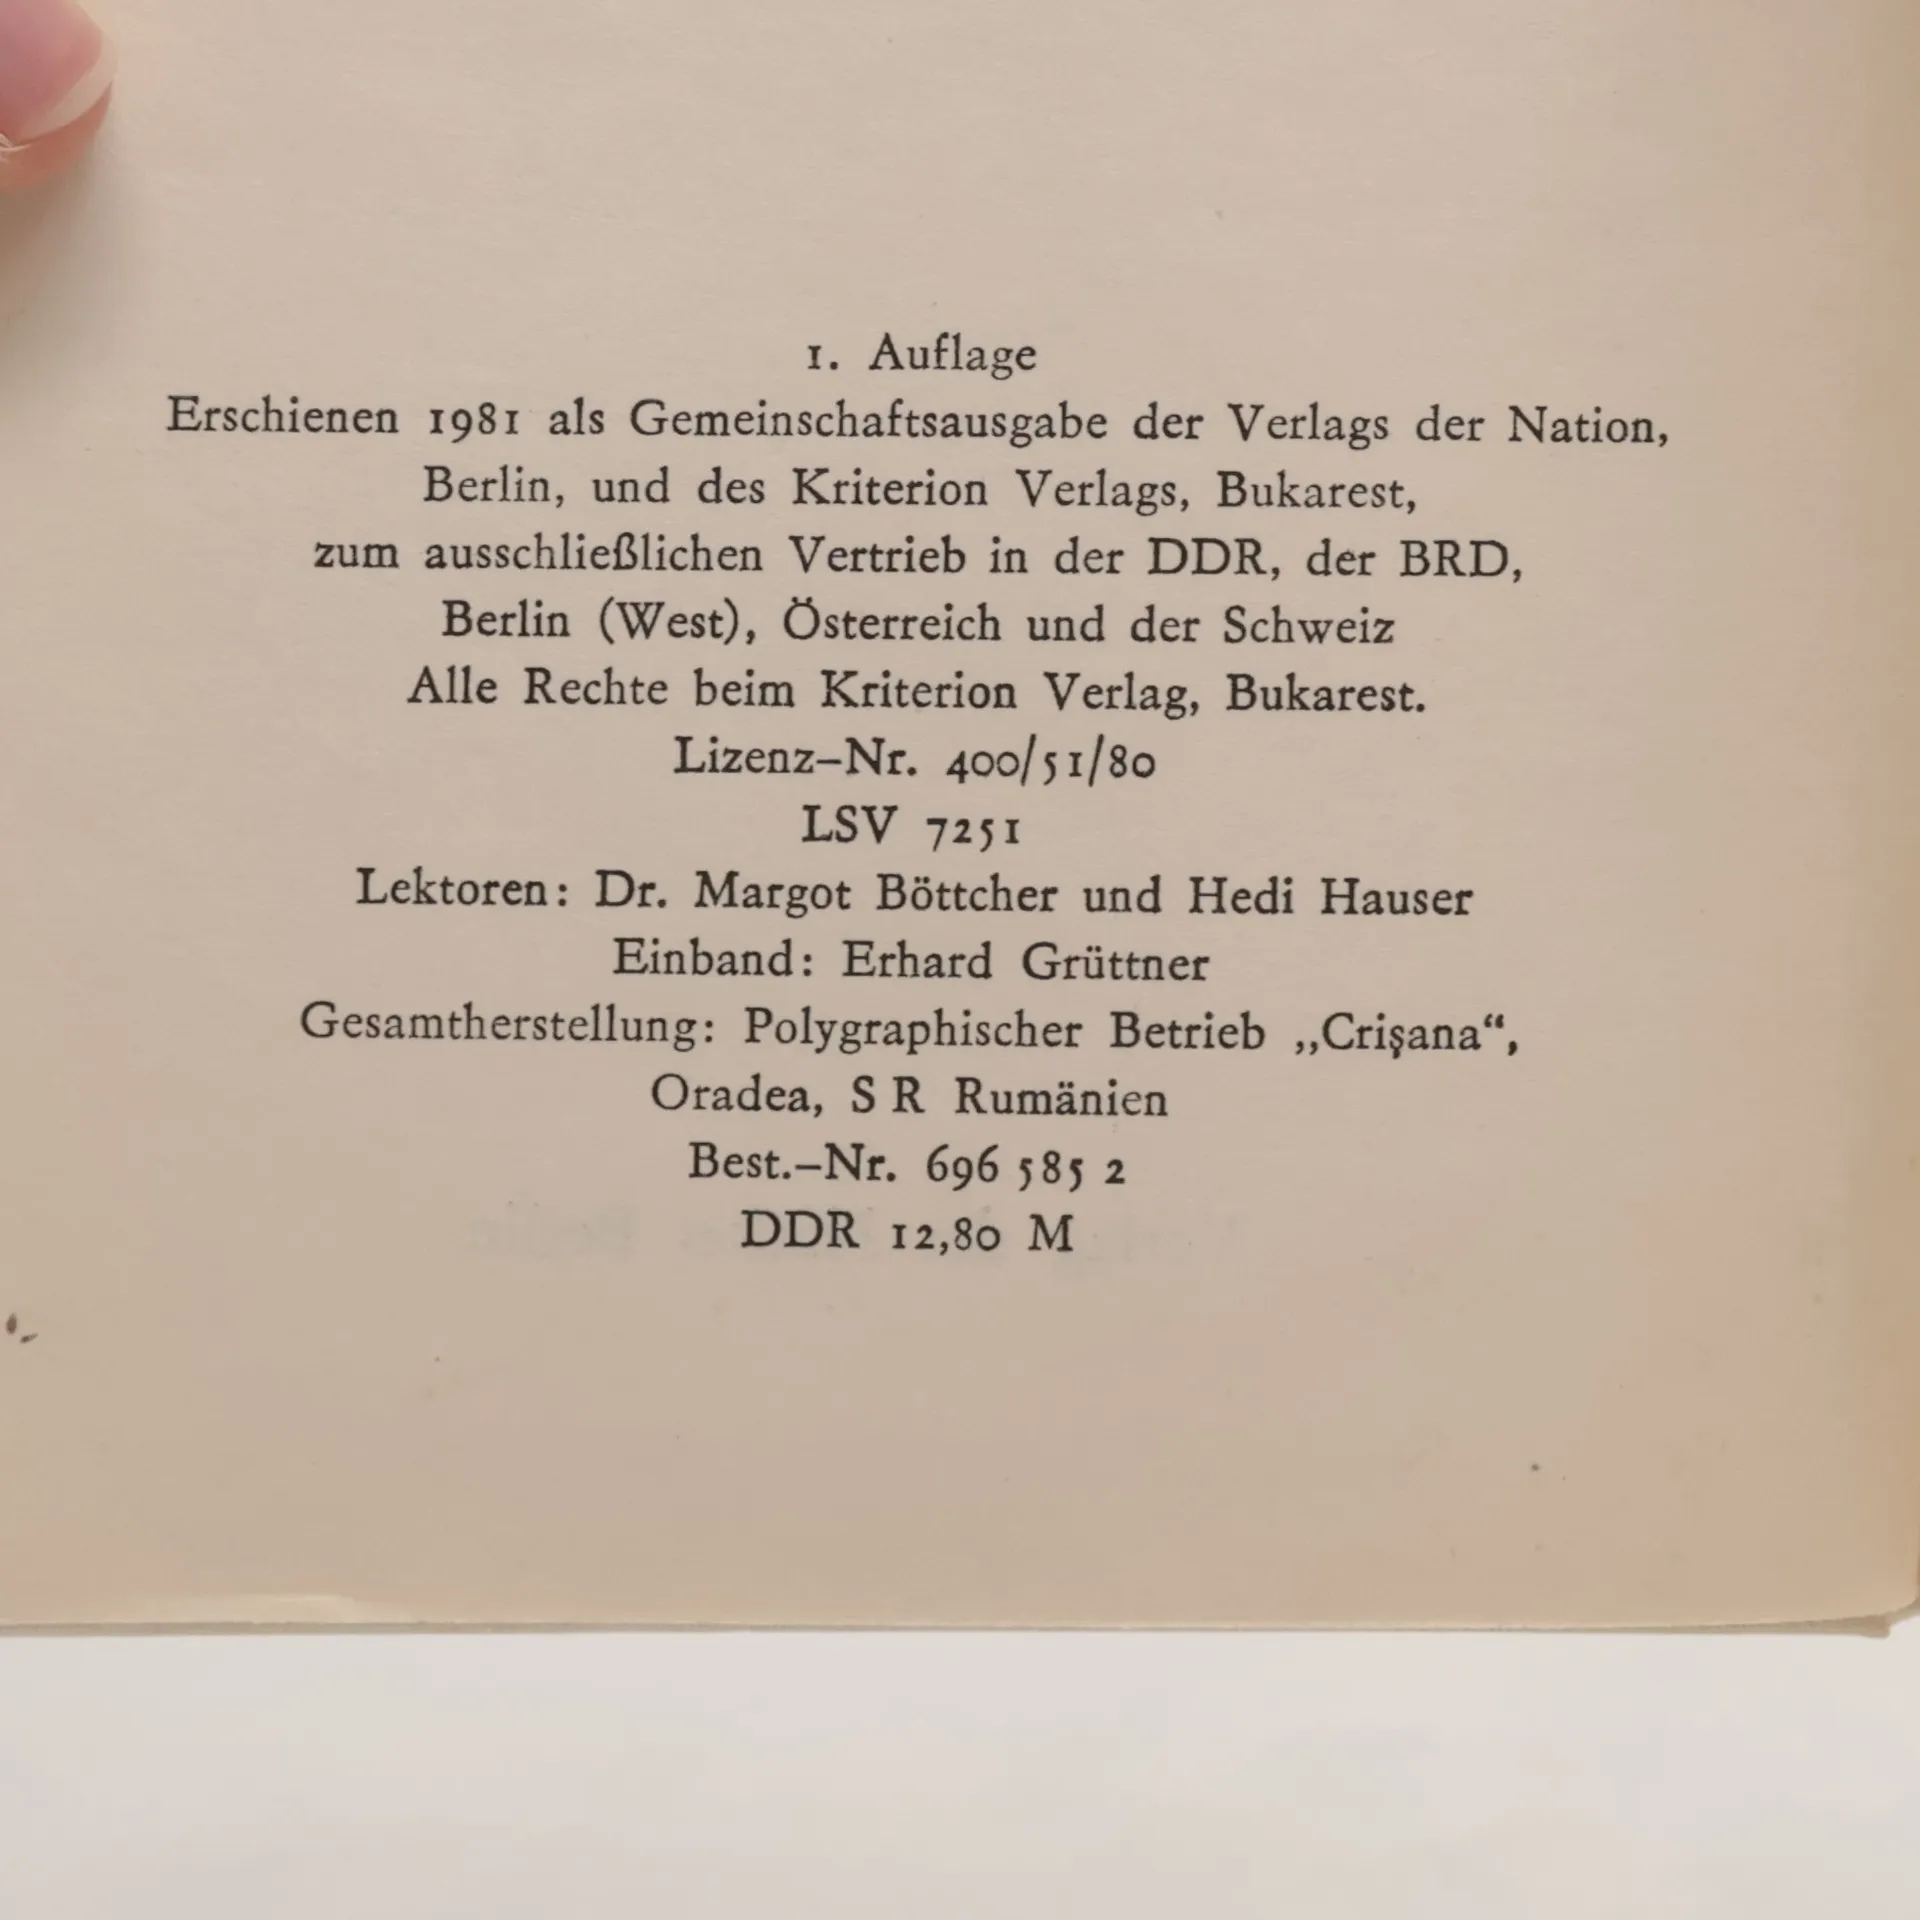 1. Auflage
Erschienen 1981 als Gemeinschaftsausgabe der Verlags der Nation,
Berlin, und des Kriterion Verlags, Bukarest,
zum ausschließlichen Vertrieb in der DDR, der BRD,
Berlin (West), Österreich und der Schweiz
Alle Rechte beim Kriterion Verlag, Bukarest.
Lizenz–Nr. 400/51/80
LSV 7251
Lektoren: Dr. Margot Böttcher und Hedi Hauser
Einband: Erhard Grüttner
Gesamtherstellung: Polygraphischer Betrieb „Crişana“,
Oradea, S R Rumänien
Best.–Nr. 696 585 2
DDR 12,80 M